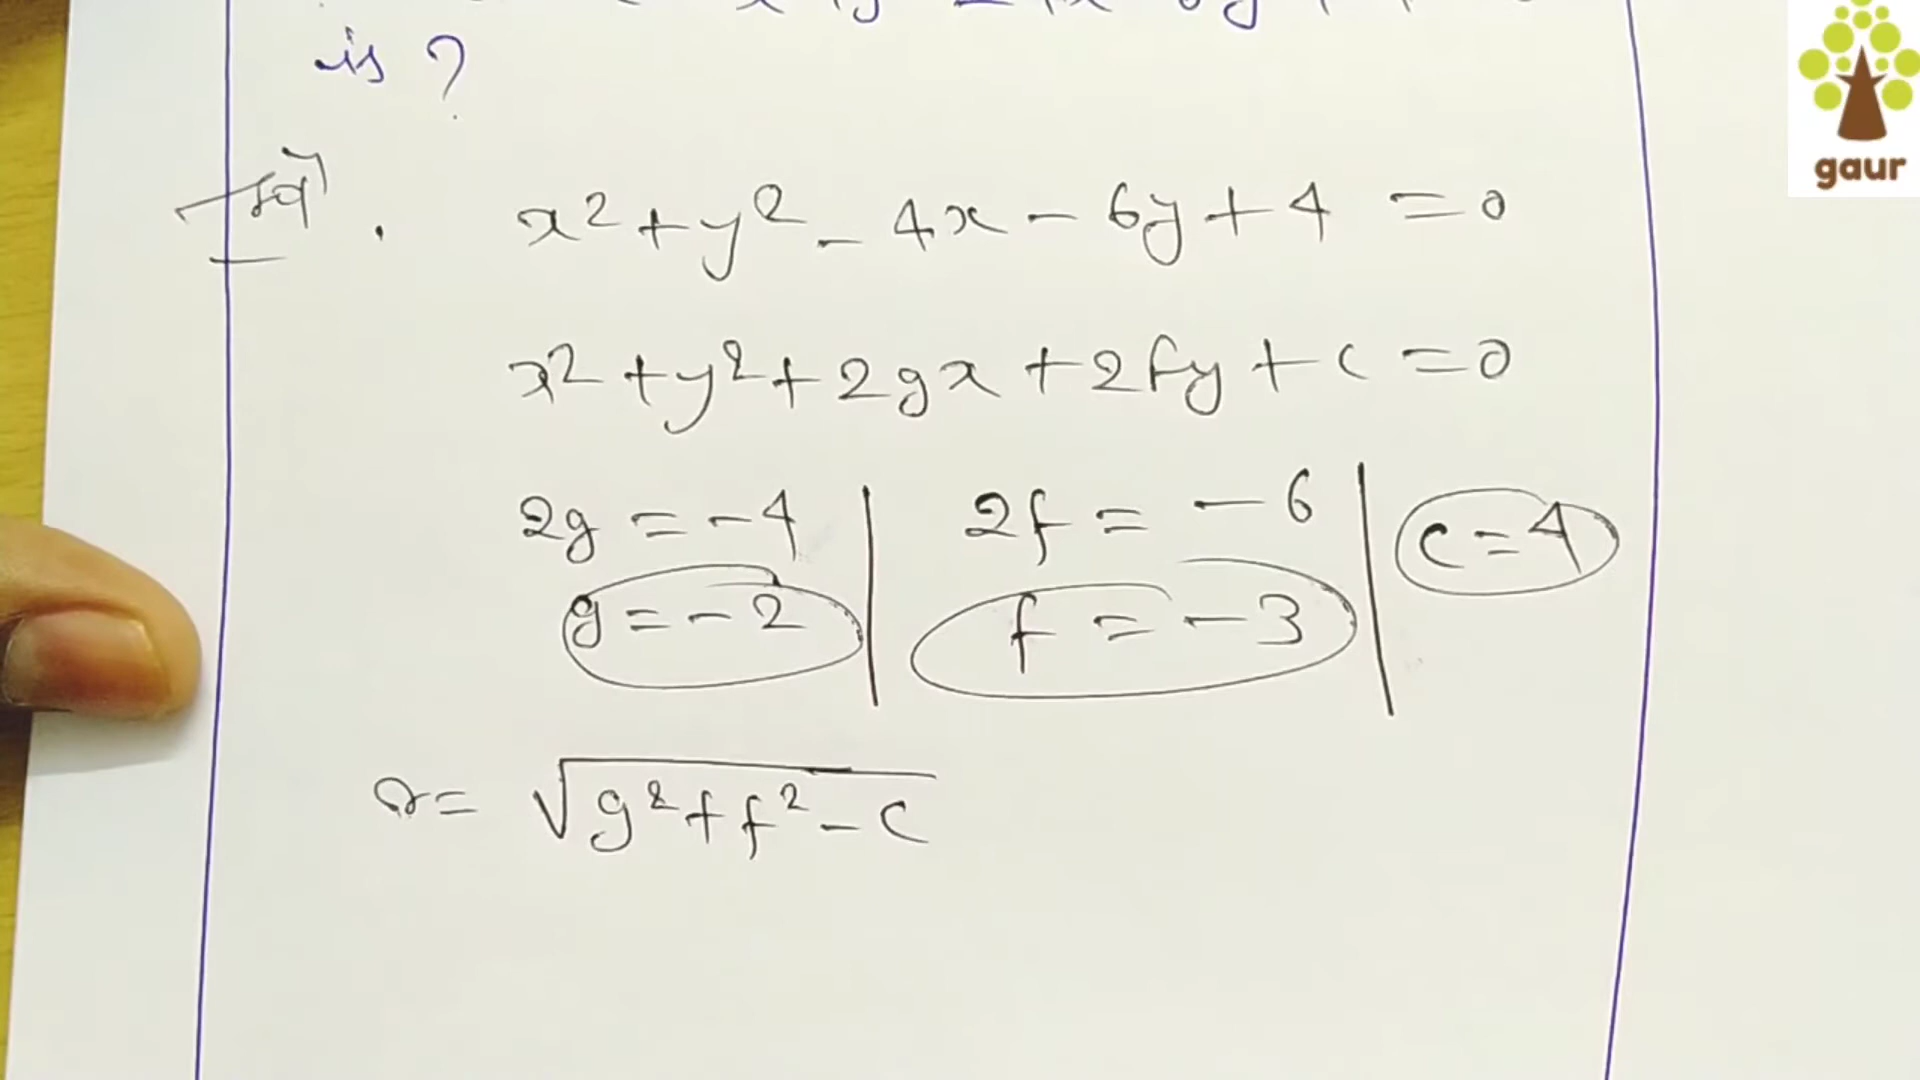 is ?
x² + y² - 4x - 6y + 4 = 0
x² + y² + 2gx + 2fy + c = 0
2g = -4 | 2f = -6 | c = 4
g = -2 | f = -3
r = √g² + f² - c
gaur